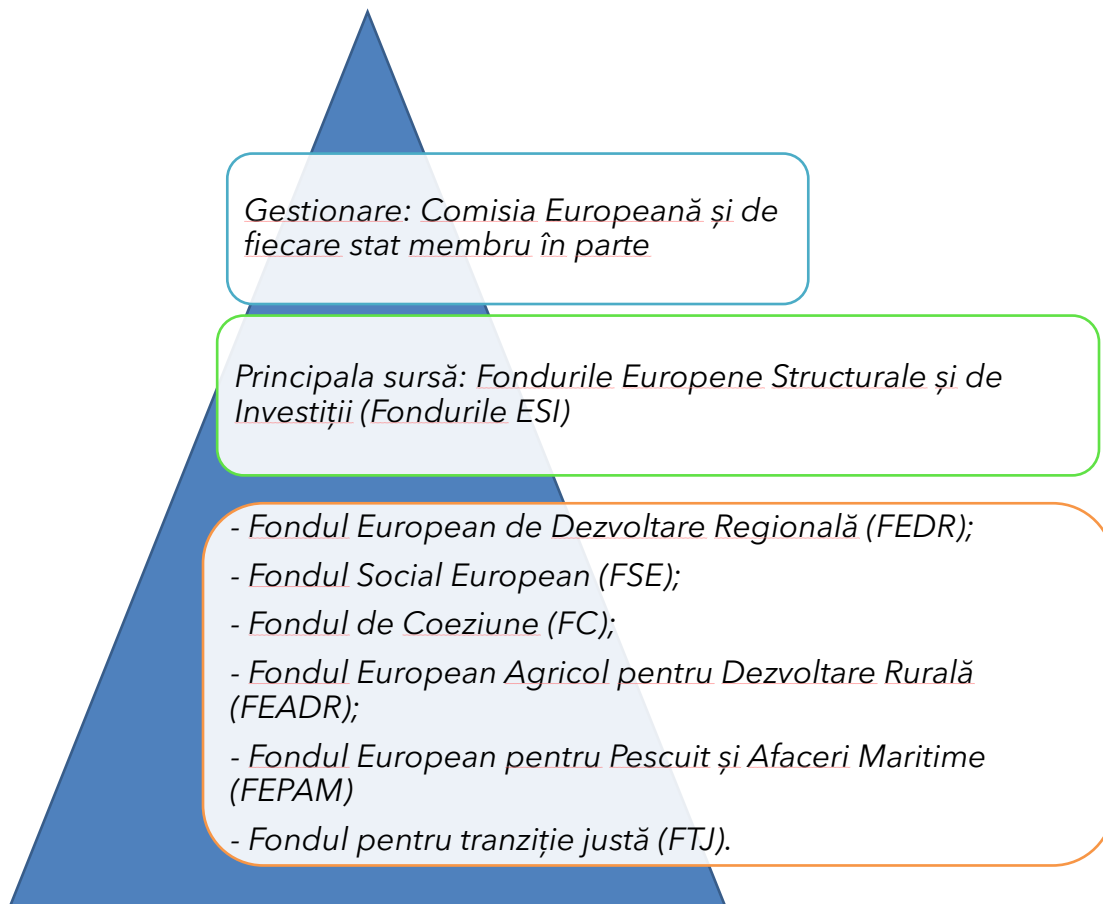 Gestionare: Comisia Europeană și de
fiecare stat membru în parte
Principala sursă: Fondurile Europene Structurale și de
Investiții (Fondurile ESI)
- Fondul European de Dezvoltare Regională (FEDR);
- Fondul Social European (FSE);
- Fondul de Coeziune (FC);
- Fondul European Agricol pentru Dezvoltare Rurală
(FEADR);
- Fondul European pentru Pescuit și Afaceri Maritime
(FEPAM)
- Fondul pentru tranziție justă (FTJ).